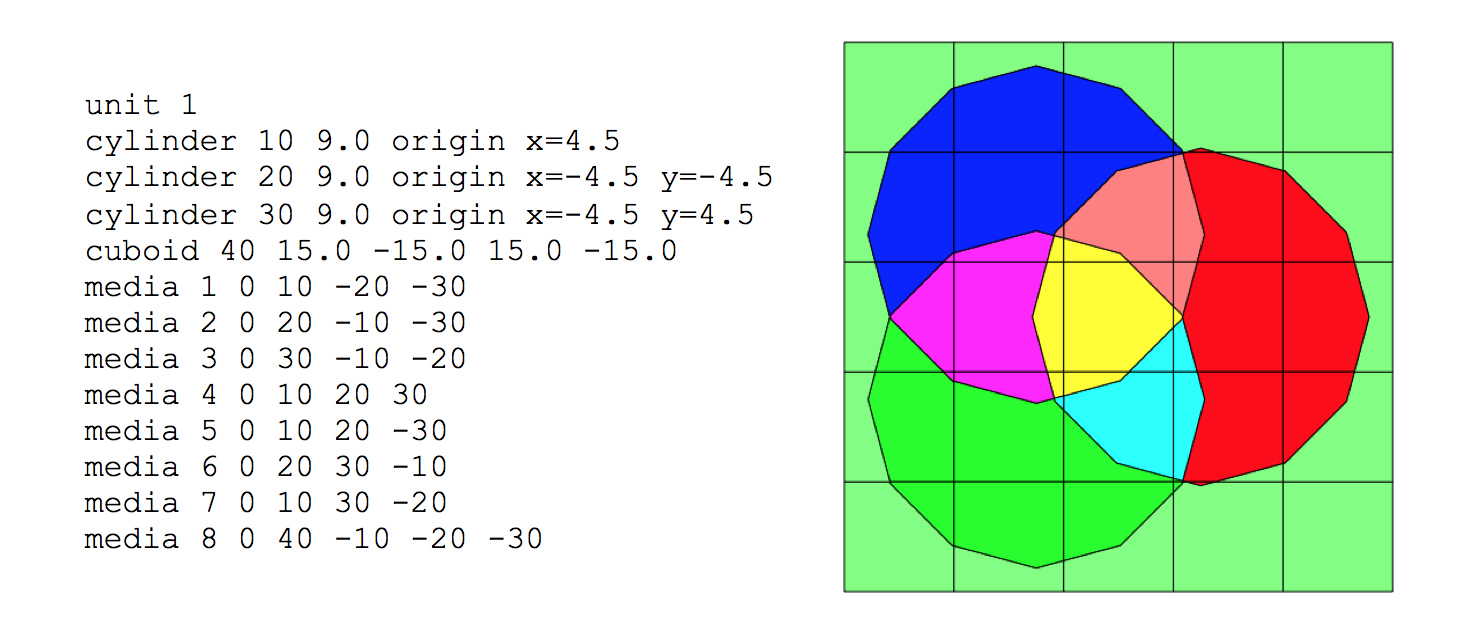 unit 1
cylinder 10 9.0 origin x=4.5
cylinder 20 9.0 origin x=-4.5 y=-4.5
cylinder 30 9.0 origin x=-4.5 y=4.5
cuboid 40 15.0 -15.0 15.0 -15.0
media 1 0 10 -20 -30
media 2 0 20 -10 -30
media 3 0 30 -10 -20
media 4 0 10 20 30
media 5 0 10 20 -30
media 6 0 20 30 -10
media 7 0 10 30 -20
media 8 0 40 -10 -20 -30